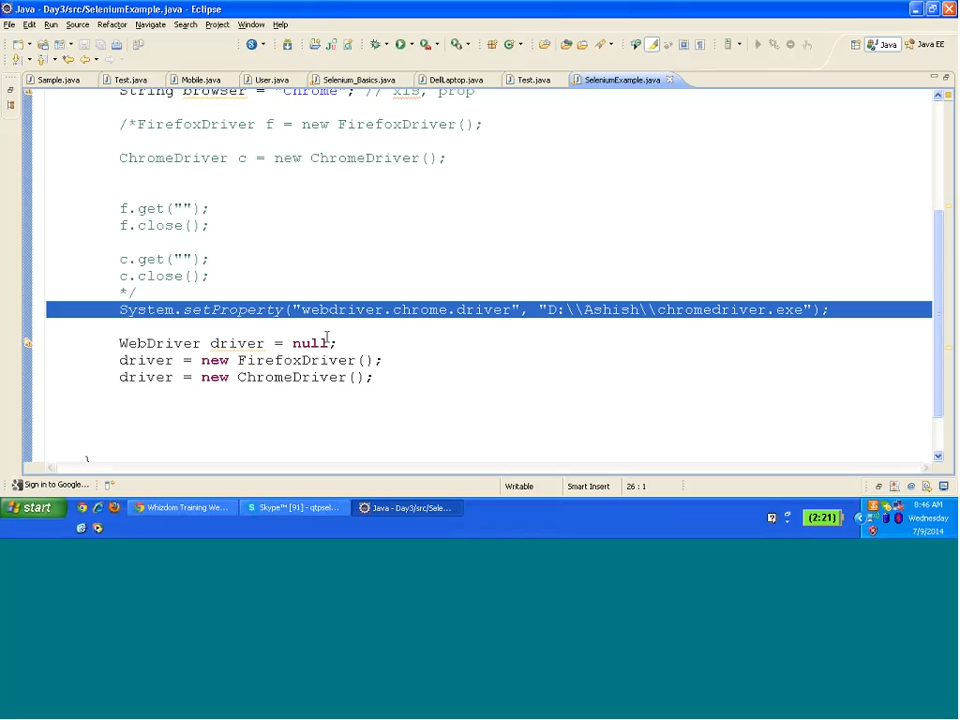 Java - Day3/src/SeleniumExample.java - Eclipse
File Edit Run Source Refactor Navigate Search Project Window Help
Java Java EE
Sample.java Test.java Mobile.java User.java Selenium_Basics.java DellLaptop.java Test.java SeleniumExample.java
String browser = "Chrome"; // xls, prop
/*FirefoxDriver f = new FirefoxDriver();
ChromeDriver c = new ChromeDriver();
f.get("");
f.close();
c.get("");
c.close();
*/
System.setProperty("webdriver.chrome.driver", "D:\\Ashish\\chromedriver.exe");
WebDriver driver = null;
driver = new FirefoxDriver();
driver = new ChromeDriver();
}
Sign in to Google... Writable Smart Insert 26 : 1
start Whizdom Training We... Skype™ [91] - qtpsel... Java - Day3/src/Sele... (2:21) 8:46 AM
Wednesday
7/9/2014